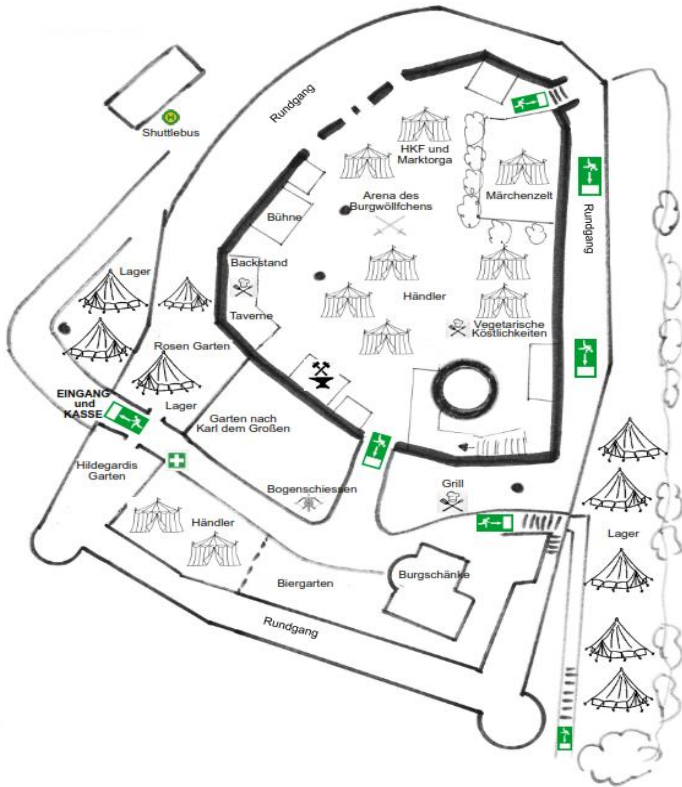 Rundgang
H
Shuttlebus
HKF und
Marktorga
Märchenzelt
Arena des
Burgwöllfchens
Bühne
Rundgang
Backstand
Lager
Händler
Taverne
Vegetarische
Köstlichkeiten
Rosen Garten
EINGANG
und
KASSE
Lager
Garten nach
Karl dem Großen
Hildegardis
Garten
Bogenschiessen
Grill
Händler
Lager
Biergarten
Burgschänke
Rundgang